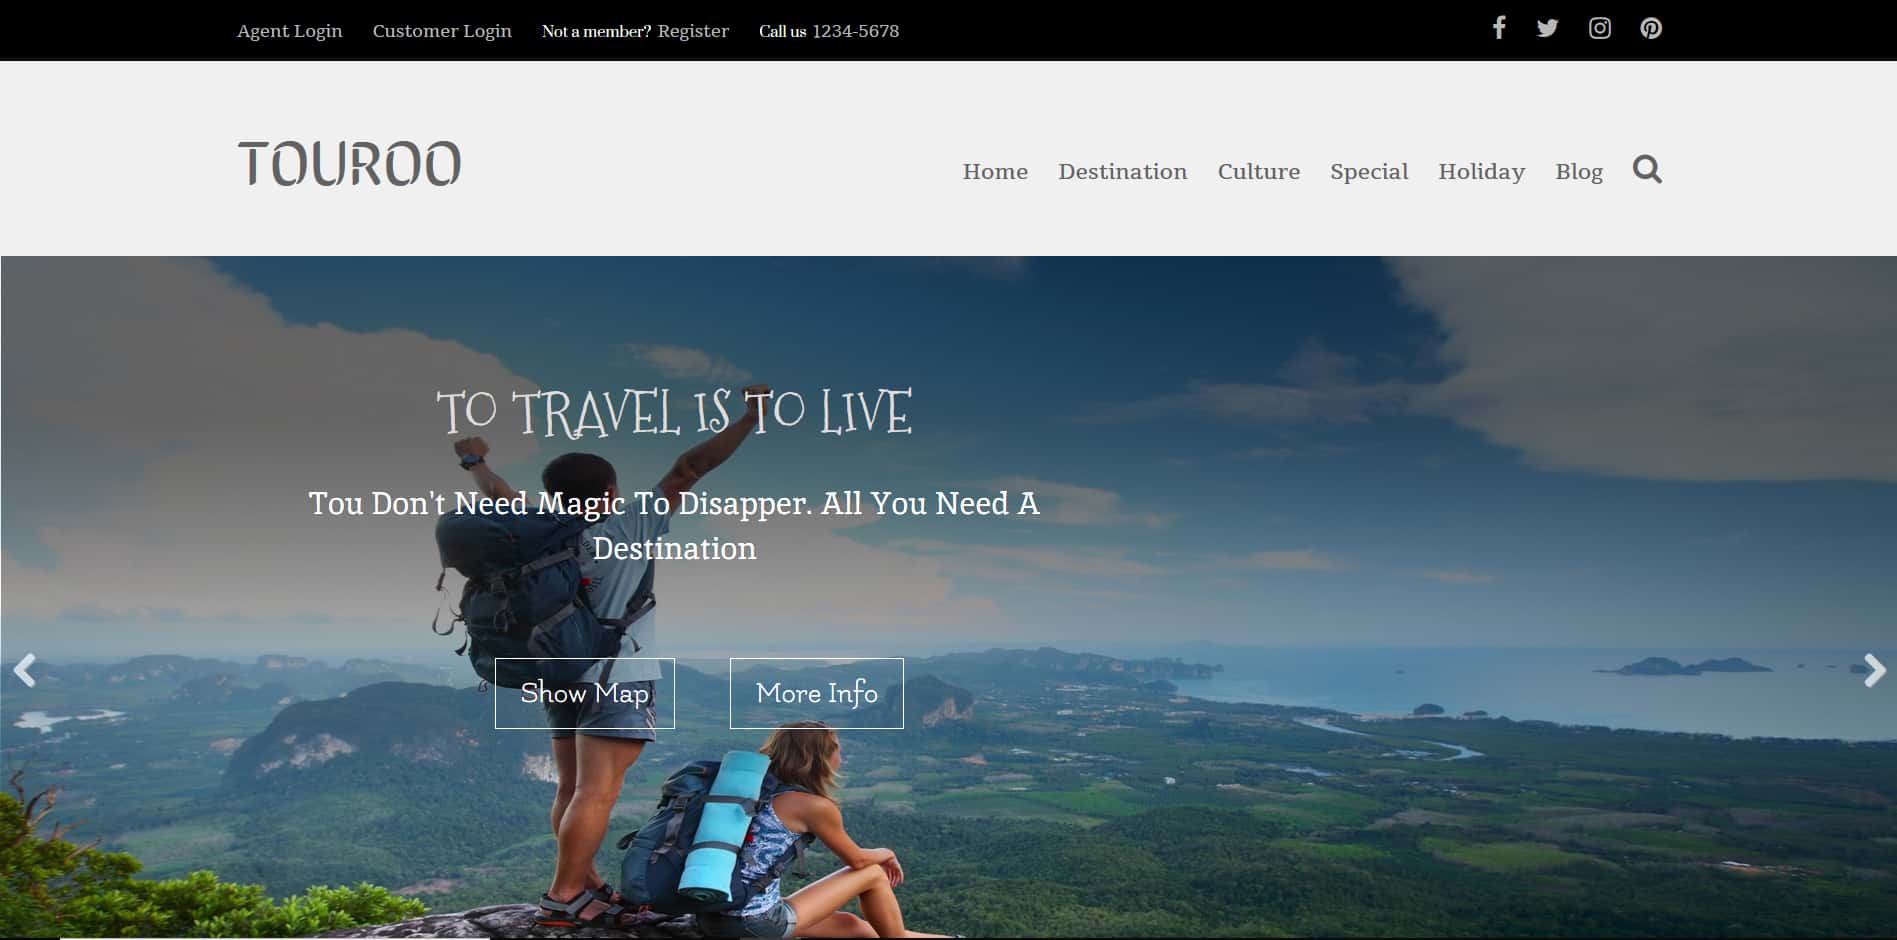 Agent Login Customer Login Not a member? Register Call us 1234-5678
TOUROO
Home Destination Culture Special Holiday Blog
TO TRAVEL IS TO LIVE
Tou Don't Need Magic To Disapper. All You Need A
Destination
Show Map More Info